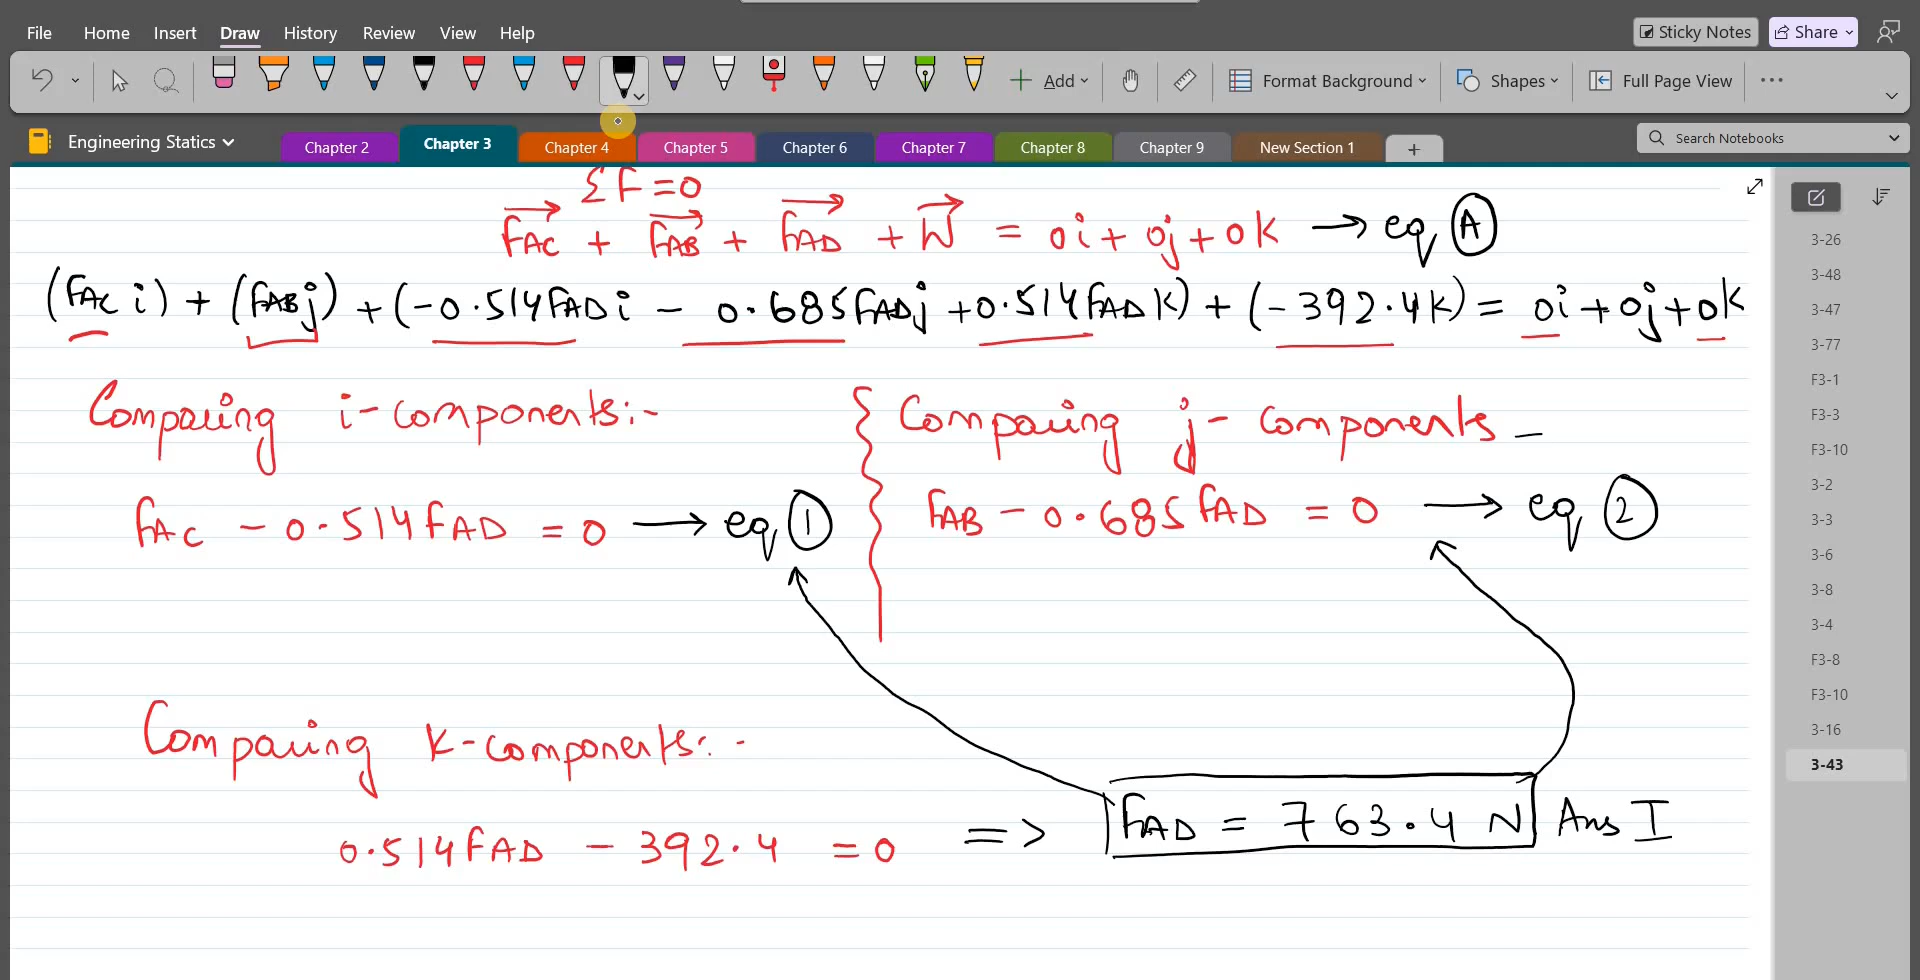 File Home Insert Draw History Review View Help
Sticky Notes Share
Add Format Background Shapes Full Page View
Engineering Statics Chapter 2 Chapter 3 Chapter 4 Chapter 5 Chapter 6 Chapter 7 Chapter 8 Chapter 9 New Section 1 + Search Notebooks
ΣF = 0
F⃗AC + F⃗AB + F⃗AD + W⃗ = 0i + 0j + 0k → eq A
(FAC i) + (FAB j) + (-0.514FAD i - 0.685FAD j + 0.514FAD k) + (-392.4k) = 0i + 0j + 0k
Comparing i-components:-
FAC - 0.514FAD = 0 → eq 1
Comparing j-components -
FAB - 0.685FAD = 0 → eq 2
Comparing k-components:-
0.514FAD - 392.4 = 0 => FAD = 763.4 N Ans I
3-26
3-48
3-47
3-77
F3-1
F3-3
F3-10
3-2
3-3
3-6
3-8
3-4
F3-8
F3-10
3-16
3-43